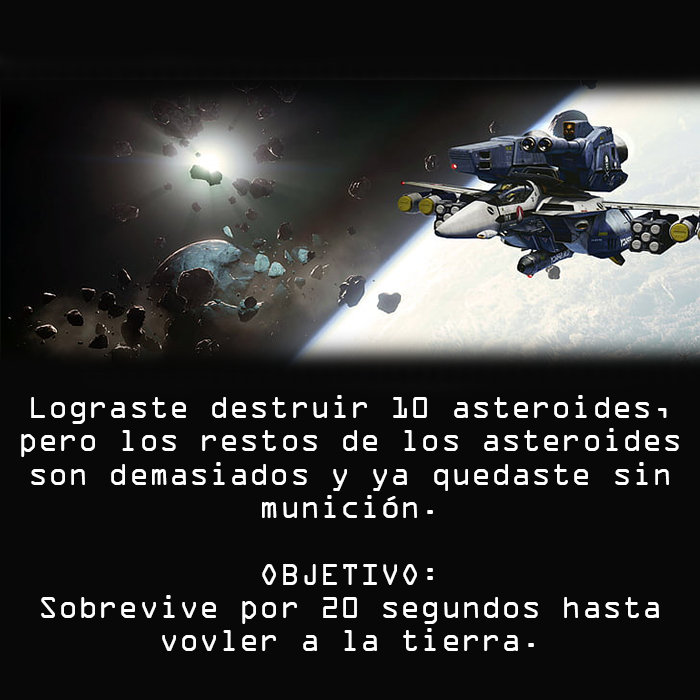 Lograste destruir 10 asteroides,
pero los restos de los asteroides
son demasiados y ya quedaste sin
munición.
OBJETIVO:
Sobrevive por 20 segundos hasta
vovler a la tierra.